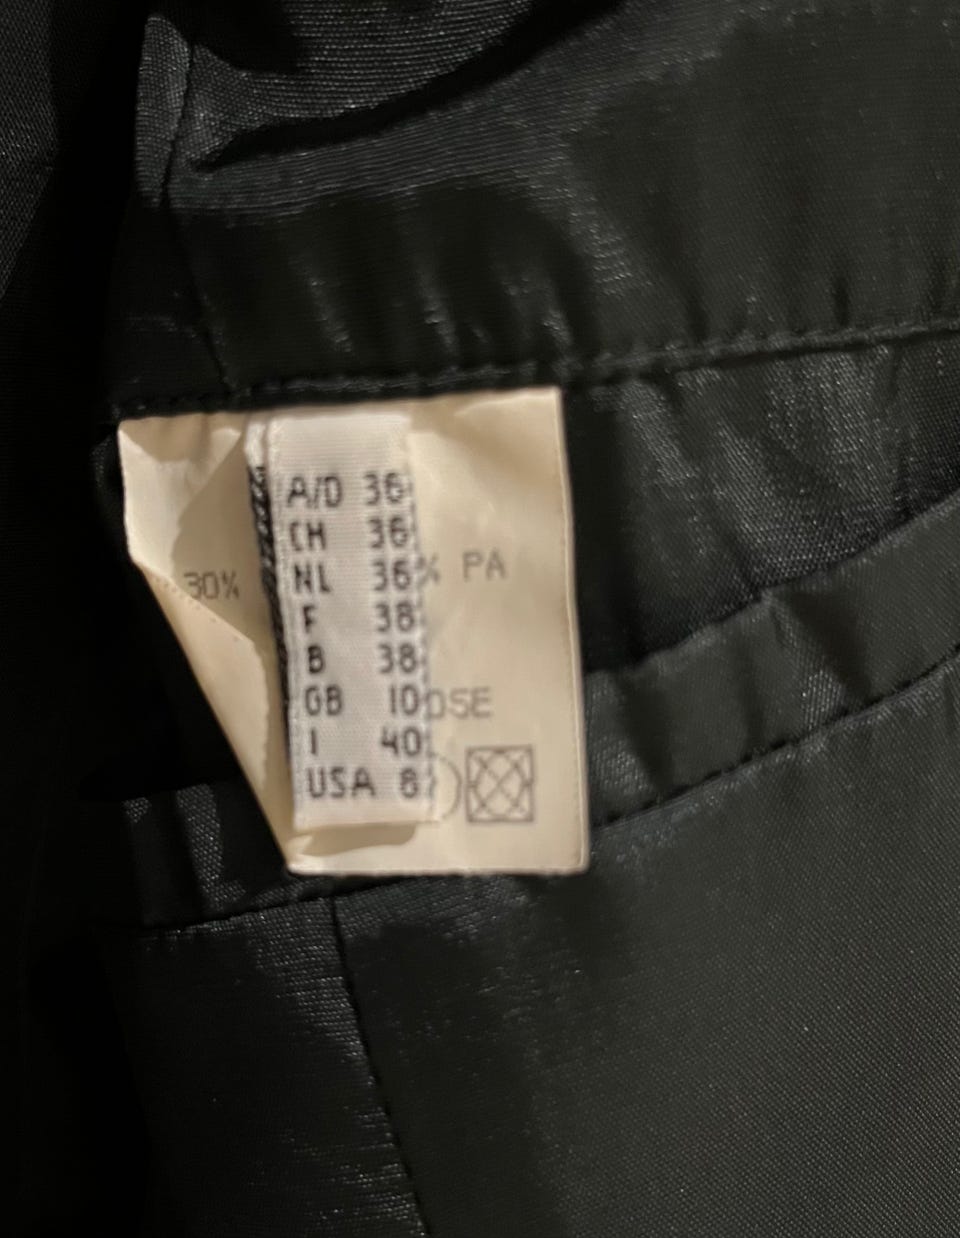 A/D 36
CH 36
NL 36
F 38
B 38
GB 10
I 40
USA 8
30%
% PA
OSE